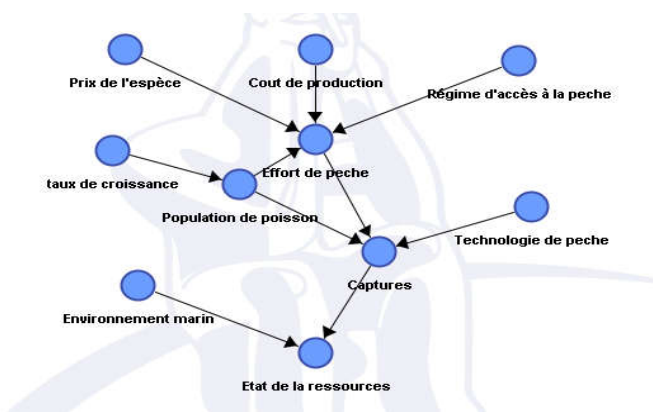 Prix de l'espèce
Cout de production
Régime d'accès à la peche
Effort de peche
taux de croissance
Population de poisson
Technologie de peche
Captures
Environnement marin
Etat de la ressources